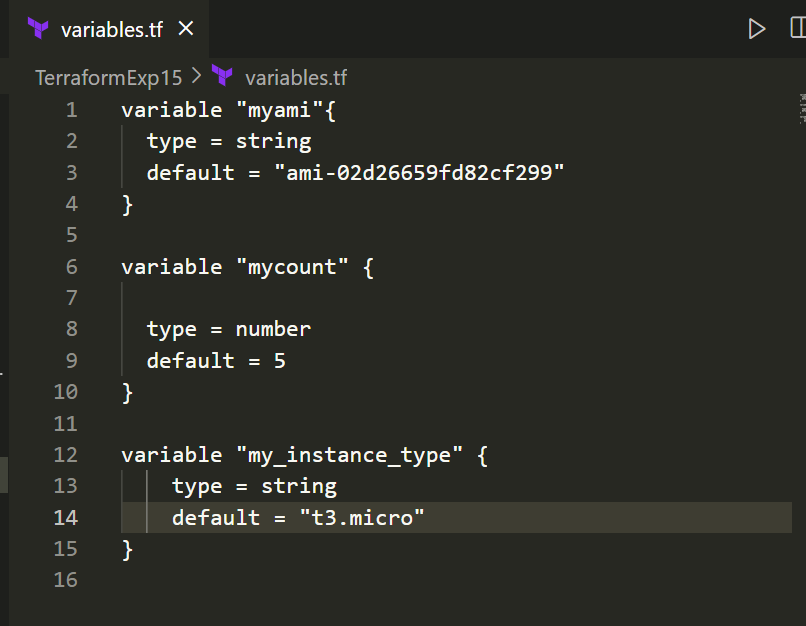 variables.tf
TerraformExp15 > variables.tf
1 variable "myami"{
2   type = string
3   default = "ami-02d26659fd82cf299"
4 }
5
6 variable "mycount" {
7
8   type = number
9   default = 5
10 }
11
12 variable "my_instance_type" {
13     type = string
14     default = "t3.micro"
15 }
16